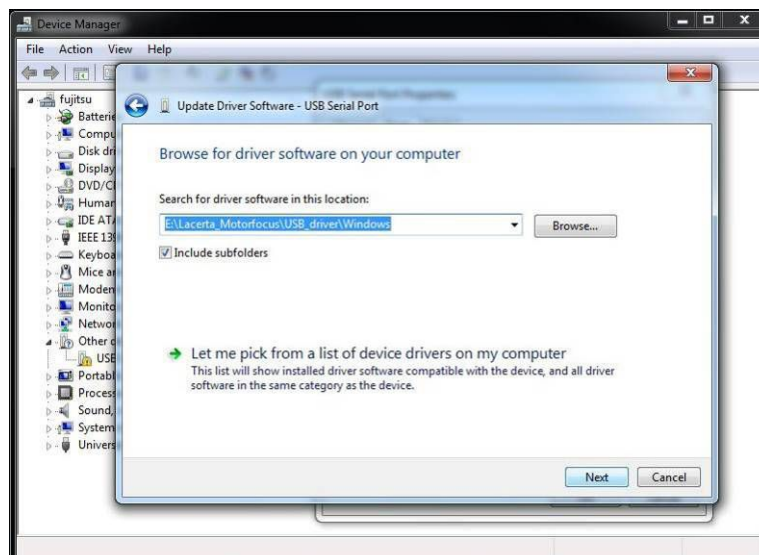 Device Manager
File Action View Help
Update Driver Software - USB Serial Port
Browse for driver software on your computer
Search for driver software in this location:
E:\Lacerta_Motorfocus\USB_driver\Windows
Browse...
Include subfolders
Let me pick from a list of device drivers on my computer
This list will show installed driver software compatible with the device, and all driver
software in the same category as the device.
Next Cancel
fujitsu
Batterie
Compu
Disk dri
Display
DVD/C
Human
IDE ATA
IEEE 139
Keyboa
Mice a
Modem
Monito
Networ
Other d
USB
Portabl
Process
Sound,
System
Univers